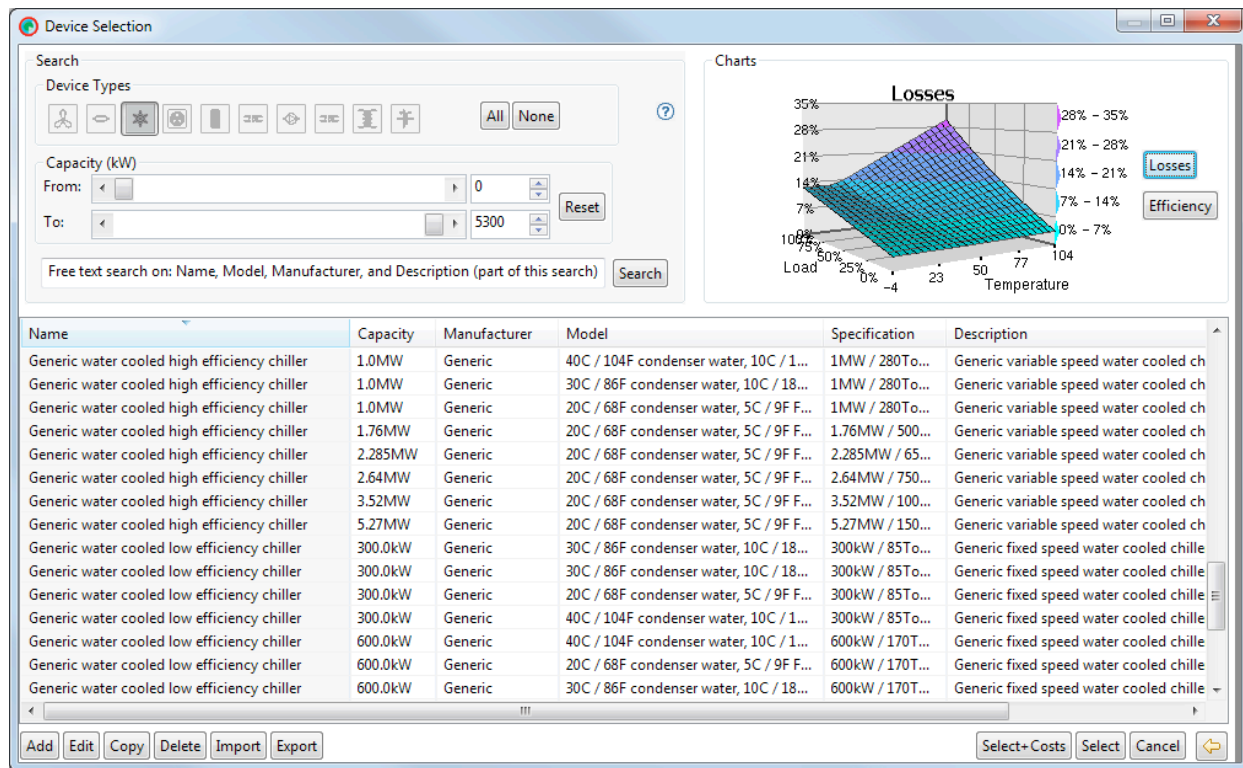 Device Selection
Search
Device Types
All None
Capacity (kW)
From: 0
To: 5300
Reset
Free text search on: Name, Model, Manufacturer, and Description (part of this search) Search
Charts
Losses
35%
28%
21%
14%
7%
0%
100%
75%
50%
25%
0%
Load
-4 23 50 77 104
Temperature
28% - 35%
21% - 28%
14% - 21%
7% - 14%
0% - 7%
Losses
Efficiency
Name Capacity Manufacturer Model Specification Description
Generic water cooled high efficiency chiller 1.0MW Generic 40C / 104F condenser water, 10C / 1... 1MW / 280To... Generic variable speed water cooled ch
Generic water cooled high efficiency chiller 1.0MW Generic 30C / 86F condenser water, 10C / 18... 1MW / 280To... Generic variable speed water cooled ch
Generic water cooled high efficiency chiller 1.0MW Generic 20C / 68F condenser water, 5C / 9F F... 1MW / 280To... Generic variable speed water cooled ch
Generic water cooled high efficiency chiller 1.76MW Generic 20C / 68F condenser water, 5C / 9F F... 1.76MW / 500... Generic variable speed water cooled ch
Generic water cooled high efficiency chiller 2.285MW Generic 20C / 68F condenser water, 5C / 9F F... 2.285MW / 65... Generic variable speed water cooled ch
Generic water cooled high efficiency chiller 2.64MW Generic 20C / 68F condenser water, 5C / 9F F... 2.64MW / 750... Generic variable speed water cooled ch
Generic water cooled high efficiency chiller 3.52MW Generic 20C / 68F condenser water, 5C / 9F F... 3.52MW / 100... Generic variable speed water cooled ch
Generic water cooled high efficiency chiller 5.27MW Generic 20C / 68F condenser water, 5C / 9F F... 5.27MW / 150... Generic variable speed water cooled ch
Generic water cooled low efficiency chiller 300.0kW Generic 30C / 86F condenser water, 10C / 18... 300kW / 85To... Generic fixed speed water cooled chille
Generic water cooled low efficiency chiller 300.0kW Generic 30C / 86F condenser water, 10C / 18... 300kW / 85To... Generic fixed speed water cooled chille
Generic water cooled low efficiency chiller 300.0kW Generic 20C / 68F condenser water, 5C / 9F F... 300kW / 85To... Generic fixed speed water cooled chille
Generic water cooled low efficiency chiller 300.0kW Generic 40C / 104F condenser water, 10C / 1... 300kW / 85To... Generic fixed speed water cooled chille
Generic water cooled low efficiency chiller 600.0kW Generic 40C / 104F condenser water, 10C / 1... 600kW / 170T... Generic fixed speed water cooled chille
Generic water cooled low efficiency chiller 600.0kW Generic 20C / 68F condenser water, 5C / 9F F... 600kW / 170T... Generic fixed speed water cooled chille
Generic water cooled low efficiency chiller 600.0kW Generic 30C / 86F condenser water, 10C / 18... 600kW / 170T... Generic fixed speed water cooled chille
Add Edit Copy Delete Import Export Select+Costs Select Cancel